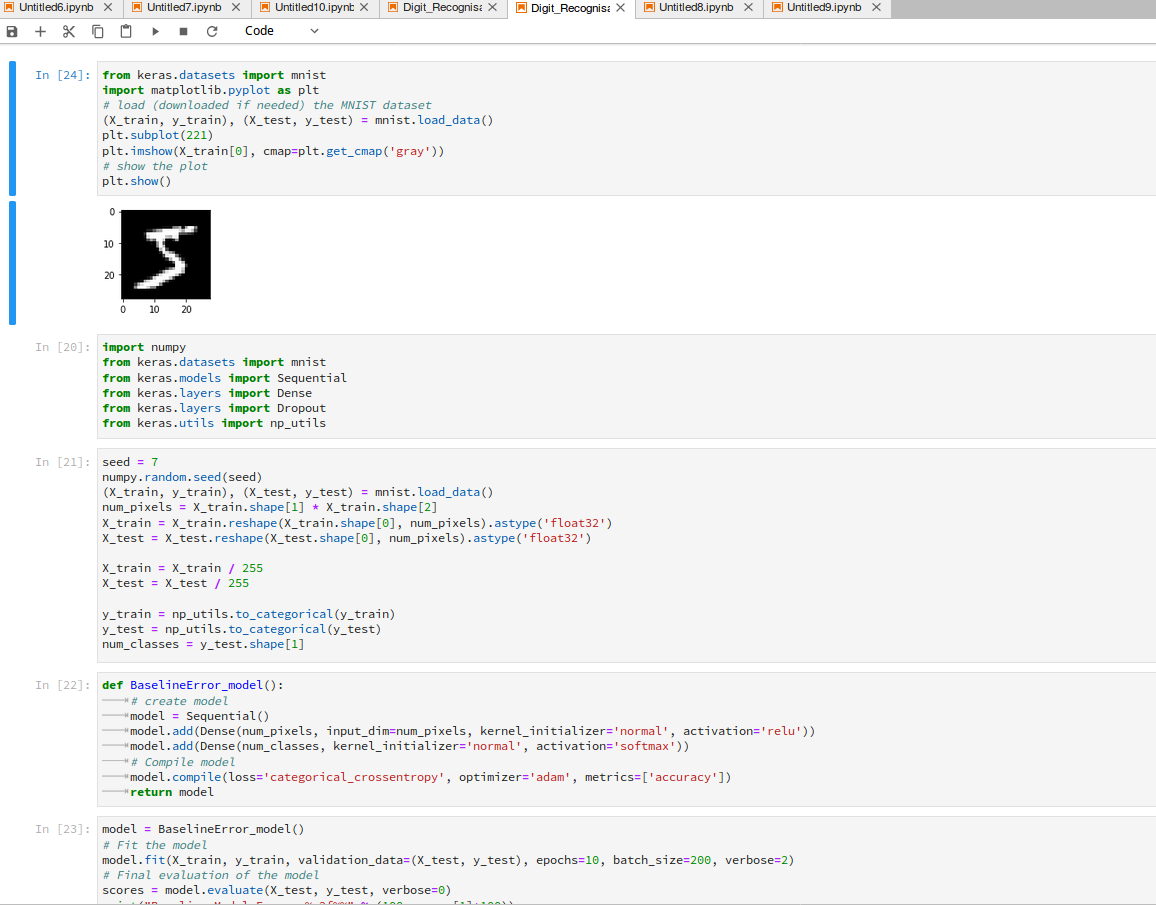 Untitled6.ipynb Untitled7.ipynb Untitled10.ipynb Digit_Recognisa Digit_Recognisa Untitled8.ipynb Untitled9.ipynb
Code
In [24]: from keras.datasets import mnist
import matplotlib.pyplot as plt
# load (downloaded if needed) the MNIST dataset
(X_train, y_train), (X_test, y_test) = mnist.load_data()
plt.subplot(221)
plt.imshow(X_train[0], cmap=plt.get_cmap('gray'))
# show the plot
plt.show()
0
10
20
0 10 20
In [20]: import numpy
from keras.datasets import mnist
from keras.models import Sequential
from keras.layers import Dense
from keras.layers import Dropout
from keras.utils import np_utils
In [21]: seed = 7
numpy.random.seed(seed)
(X_train, y_train), (X_test, y_test) = mnist.load_data()
num_pixels = X_train.shape[1] * X_train.shape[2]
X_train = X_train.reshape(X_train.shape[0], num_pixels).astype('float32')
X_test = X_test.reshape(X_test.shape[0], num_pixels).astype('float32')
X_train = X_train / 255
X_test = X_test / 255
y_train = np_utils.to_categorical(y_train)
y_test = np_utils.to_categorical(y_test)
num_classes = y_test.shape[1]
In [22]: def BaselineError_model():
# create model
model = Sequential()
model.add(Dense(num_pixels, input_dim=num_pixels, kernel_initializer='normal', activation='relu'))
model.add(Dense(num_classes, kernel_initializer='normal', activation='softmax'))
# Compile model
model.compile(loss='categorical_crossentropy', optimizer='adam', metrics=['accuracy'])
return model
In [23]: model = BaselineError_model()
# Fit the model
model.fit(X_train, y_train, validation_data=(X_test, y_test), epochs=10, batch_size=200, verbose=2)
# Final evaluation of the model
scores = model.evaluate(X_test, y_test, verbose=0)